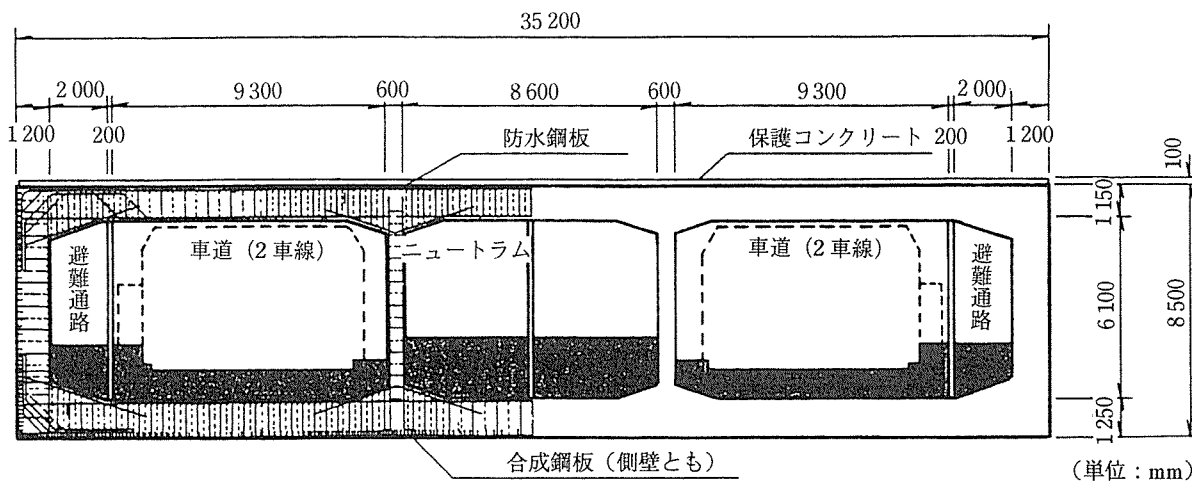 35 200
2 000
9 300
600
8 600
600
9 300
2 000
1 200
200
防水鋼板
保護コンクリート
200
1 200
100
1 150
避難通路
車道（2車線）
ニュートラム
車道（2車線）
避難通路
6 100
8 500
1 250
合成鋼板（側壁とも）
（単位：mm）